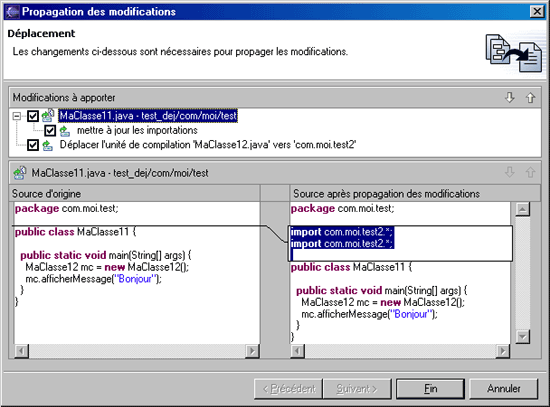 Propagation des modifications
Déplacement
Les changements ci-dessous sont nécessaires pour propager les modifications.
Modifications à apporter
MaClasse11.java - test_dej/com/moi/test
mettre à jour les importations
Déplacer l'unité de compilation 'MaClasse12.java' vers 'com.moi.test2'
MaClasse11.java - test_dej/com/moi/test
Source d'origine
package com.moi.test;
public class MaClasse11 {
public static void main(String[] args) {
MaClasse12 mc = new MaClasse12();
mc.afficherMessage("Bonjour");
}
}
Source après propagation des modifications
package com.moi.test;
import com.moi.test2.*;
import com.moi.test2.*;
public class MaClasse11 {
public static void main(String[] args) {
MaClasse12 mc = new MaClasse12();
mc.afficherMessage("Bonjour");
}
}
< Précédent
Suivant >
Fin
Annuler